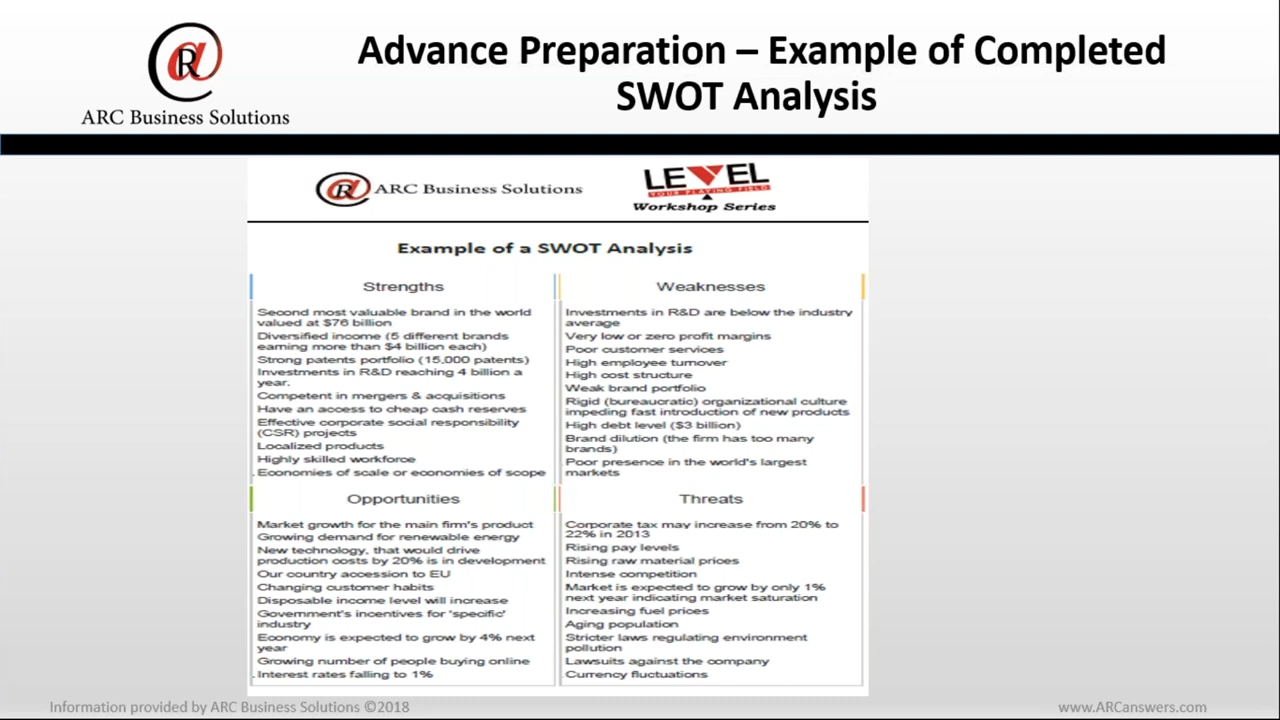 Advance Preparation – Example of Completed
SWOT Analysis
ARC Business Solutions
ARC Business Solutions
LEVEL
YOUR PLAYING FIELD
Workshop Series
Example of a SWOT Analysis
Strengths
Second most valuable brand in the world
valued at $76 billion
Diversified income (5 different brands
earning more than $4 billion each)
Strong patents portfolio (15,000 patents)
Investments in R&D reaching 4 billion a
year.
Competent in mergers & acquisitions
Have an access to cheap cash reserves
Effective corporate social responsibility
(CSR) projects
Localized products
Highly skilled workforce
Economies of scale or economies of scope
Weaknesses
Investments in R&D are below the industry
average
Very low or zero profit margins
Poor customer services
High employee turnover
High cost structure
Weak brand portfolio
Rigid (bureaucratic) organizational culture
impeding fast introduction of new products
High debt level ($3 billion)
Brand dilution (the firm has too many
brands)
Poor presence in the world's largest
markets
Opportunities
Market growth for the main firm's product
Growing demand for renewable energy
New technology, that would drive
production costs by 20% is in development
Our country accession to EU
Changing customer habits
Disposable income level will increase
Government's incentives for 'specific'
industry
Economy is expected to grow by 4% next
year
Growing number of people buying online
Interest rates falling to 1%
Threats
Corporate tax may increase from 20% to
22% in 2013
Rising pay levels
Rising raw material prices
Intense competition
Market is expected to grow by only 1%
next year indicating market saturation
Increasing fuel prices
Aging population
Stricter laws regulating environment
pollution
Lawsuits against the company
Currency fluctuations
Information provided by ARC Business Solutions ©2018
www.ARCanswers.com